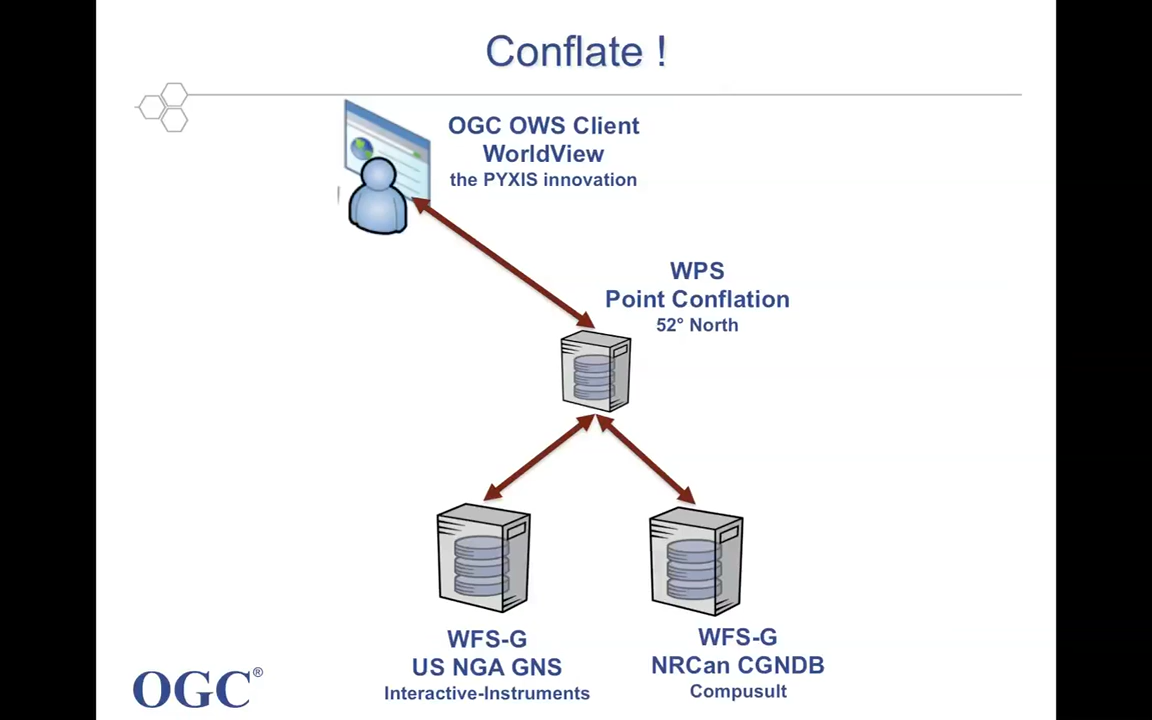 Conflate !
OGC OWS Client
WorldView
the PYXIS innovation
WPS
Point Conflation
52° North
WFS-G
US NGA GNS
Interactive-Instruments
WFS-G
NRCan CGNDB
Compusult
OGC®